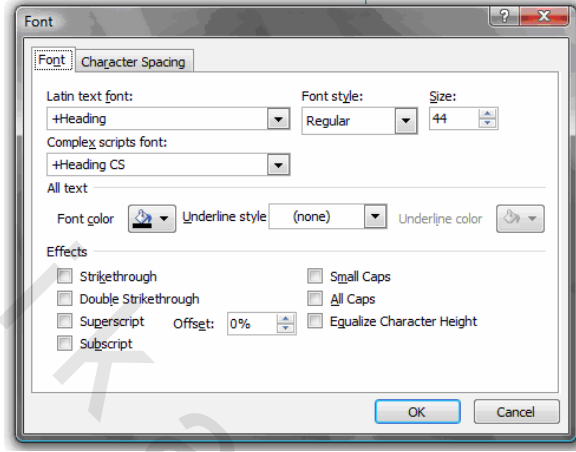 Font
Font Character Spacing
Latin text font: Font style: Size:
+Heading Regular 44
Complex scripts font:
+Heading CS
All text
Font color Underline style (none) Underline color
Effects
Strikethrough Small Caps
Double Strikethrough All Caps
Superscript Offset: 0% Equalize Character Height
Subscript
OK Cancel